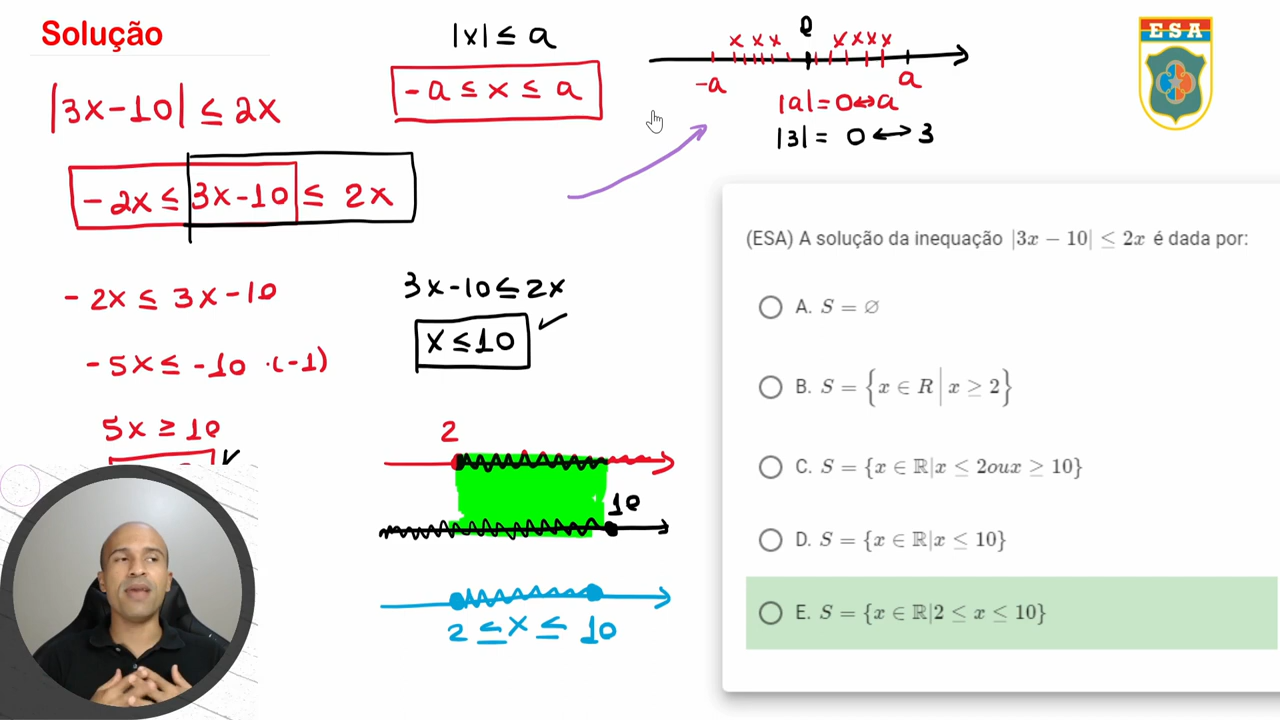 Solução
|x| ≤ a
-a ≤ x ≤ a
|3x-10| ≤ 2x
-2x ≤ 3x-10 ≤ 2x
-2x ≤ 3x-10
-5x ≤ -10 ·(-1)
5x ≥ 10
3x-10 ≤ 2x
x ≤ 10
2
10
2 ≤ x ≤ 10
x x x 0 x x x x
-a a
|a| = 0↔a
|3| = 0 ↔ 3
ESA
(ESA) A solução da inequação |3x − 10| ≤ 2x é dada por:
A. S = ∅
B. S = {x ∈ R | x ≥ 2}
C. S = {x ∈ ℝ|x ≤ 2oux ≥ 10}
D. S = {x ∈ ℝ|x ≤ 10}
E. S = {x ∈ ℝ|2 ≤ x ≤ 10}